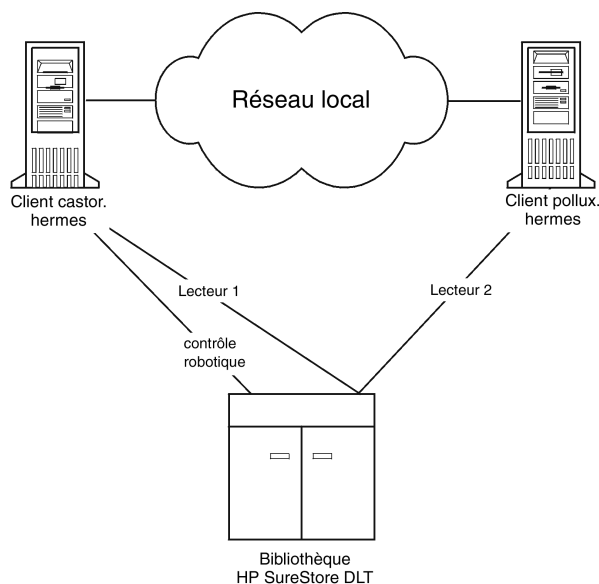 Réseau local
Client castor.
hermes
Client pollux.
hermes
Lecteur 1
Lecteur 2
contrôle
robotique
Bibliothèque
HP SureStore DLT